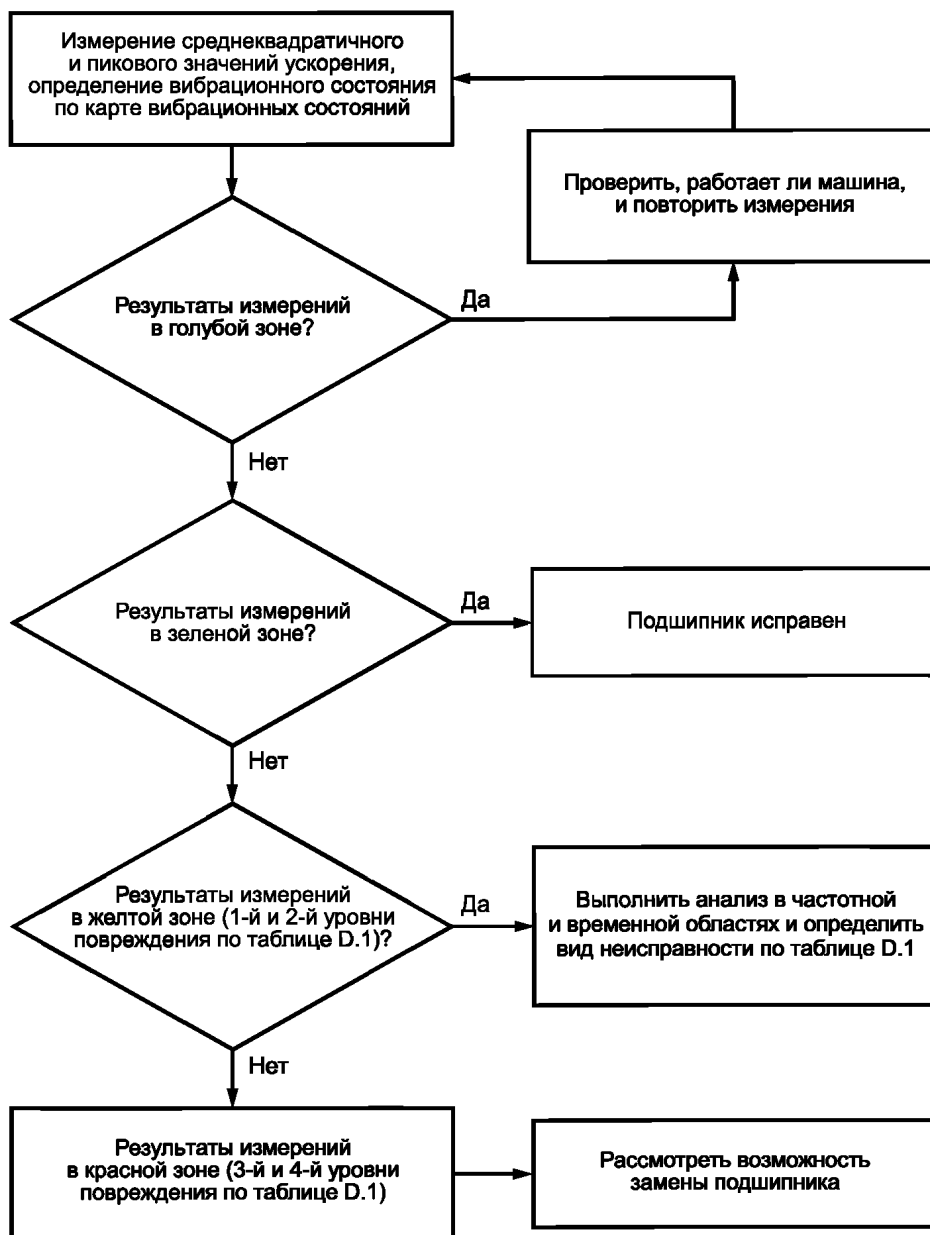 Измерение среднеквадратичного
и пикового значений ускорения,
определение вибрационного состояния
по карте вибрационных состояний
Проверить, работает ли машина,
и повторить измерения
Результаты измерений
в голубой зоне?
Да
Нет
Результаты измерений
в зеленой зоне?
Да
Подшипник исправен
Нет
Результаты измерений
в желтой зоне (1-й и 2-й уровни
повреждения по таблице D.1)?
Да
Выполнить анализ в частотной
и временной областях и определить
вид неисправности по таблице D.1
Нет
Результаты измерений
в красной зоне (3-й и 4-й уровни
повреждения по таблице D.1)
Рассмотреть возможность
замены подшипника